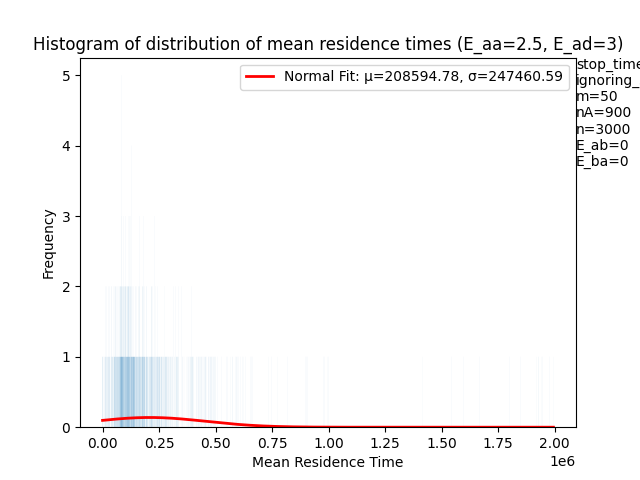 Histogram of distribution of mean residence times (E_aa=2.5, E_ad=3)
Normal Fit: μ=208594.78, σ=247460.59
stop_time
ignoring_
m=50
nA=900
n=3000
E_ab=0
E_ba=0
Frequency
5
4
3
2
1
0
0.00 0.25 0.50 0.75 1.00 1.25 1.50 1.75 2.00
1e6
Mean Residence Time